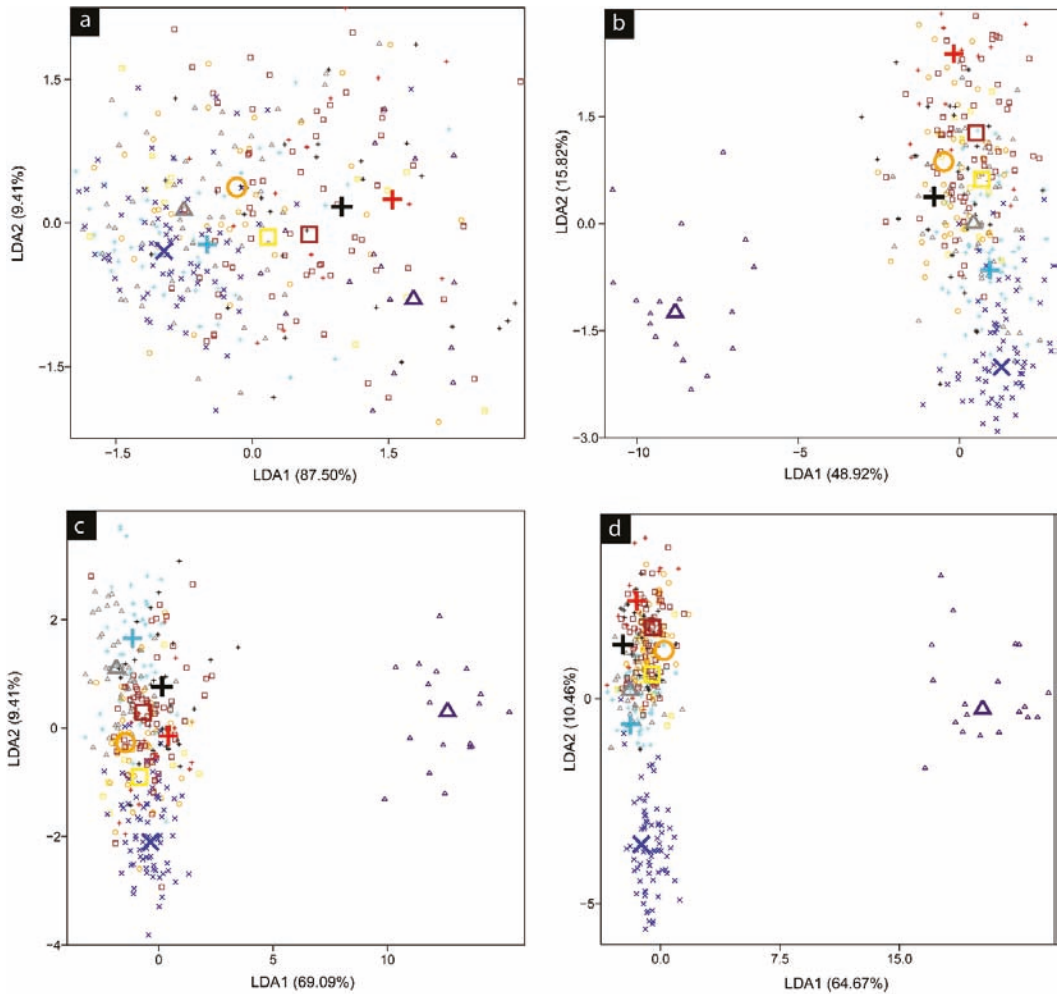 a
1.5
0.0
−1.5
LDA2 (9.41%)
−1.5
0.0
1.5
LDA1 (87.50%)
b
1.5
0.0
−1.5
−3.0
LDA2 (15.82%)
−10
−5
0
LDA1 (48.92%)
c
2
0
−2
−4
LDA2 (9.41%)
0
5
10
LDA1 (69.09%)
d
0
−5
LDA2 (10.46%)
0.0
7.5
15.0
LDA1 (64.67%)